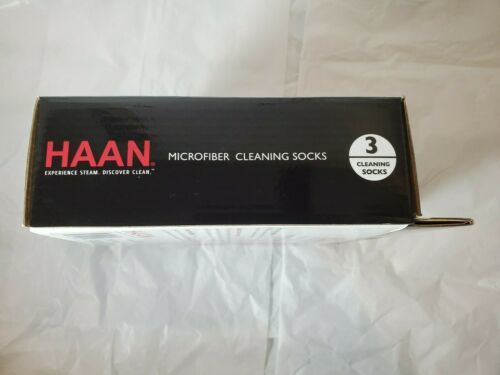 HAAN®
EXPERIENCE STEAM. DISCOVER CLEAN.™
MICROFIBER CLEANING SOCKS
3
CLEANING
SOCKS